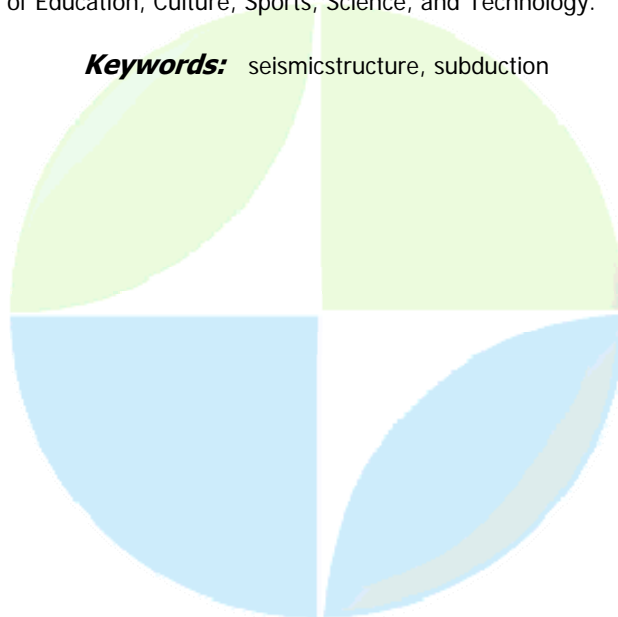 of Education, Culture, Sports, Science, and Technology.
Keywords: seismicstructure, subduction